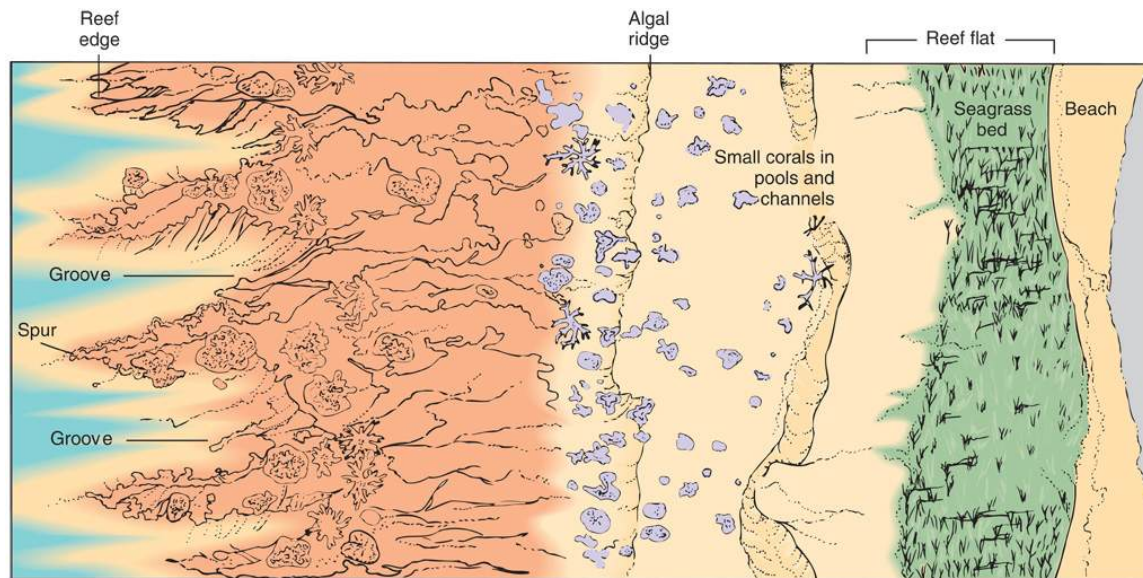 Reef
edge
Algal
ridge
Reef flat
Seagrass
bed
Beach
Small corals in
pools and
channels
Groove
Spur
Groove